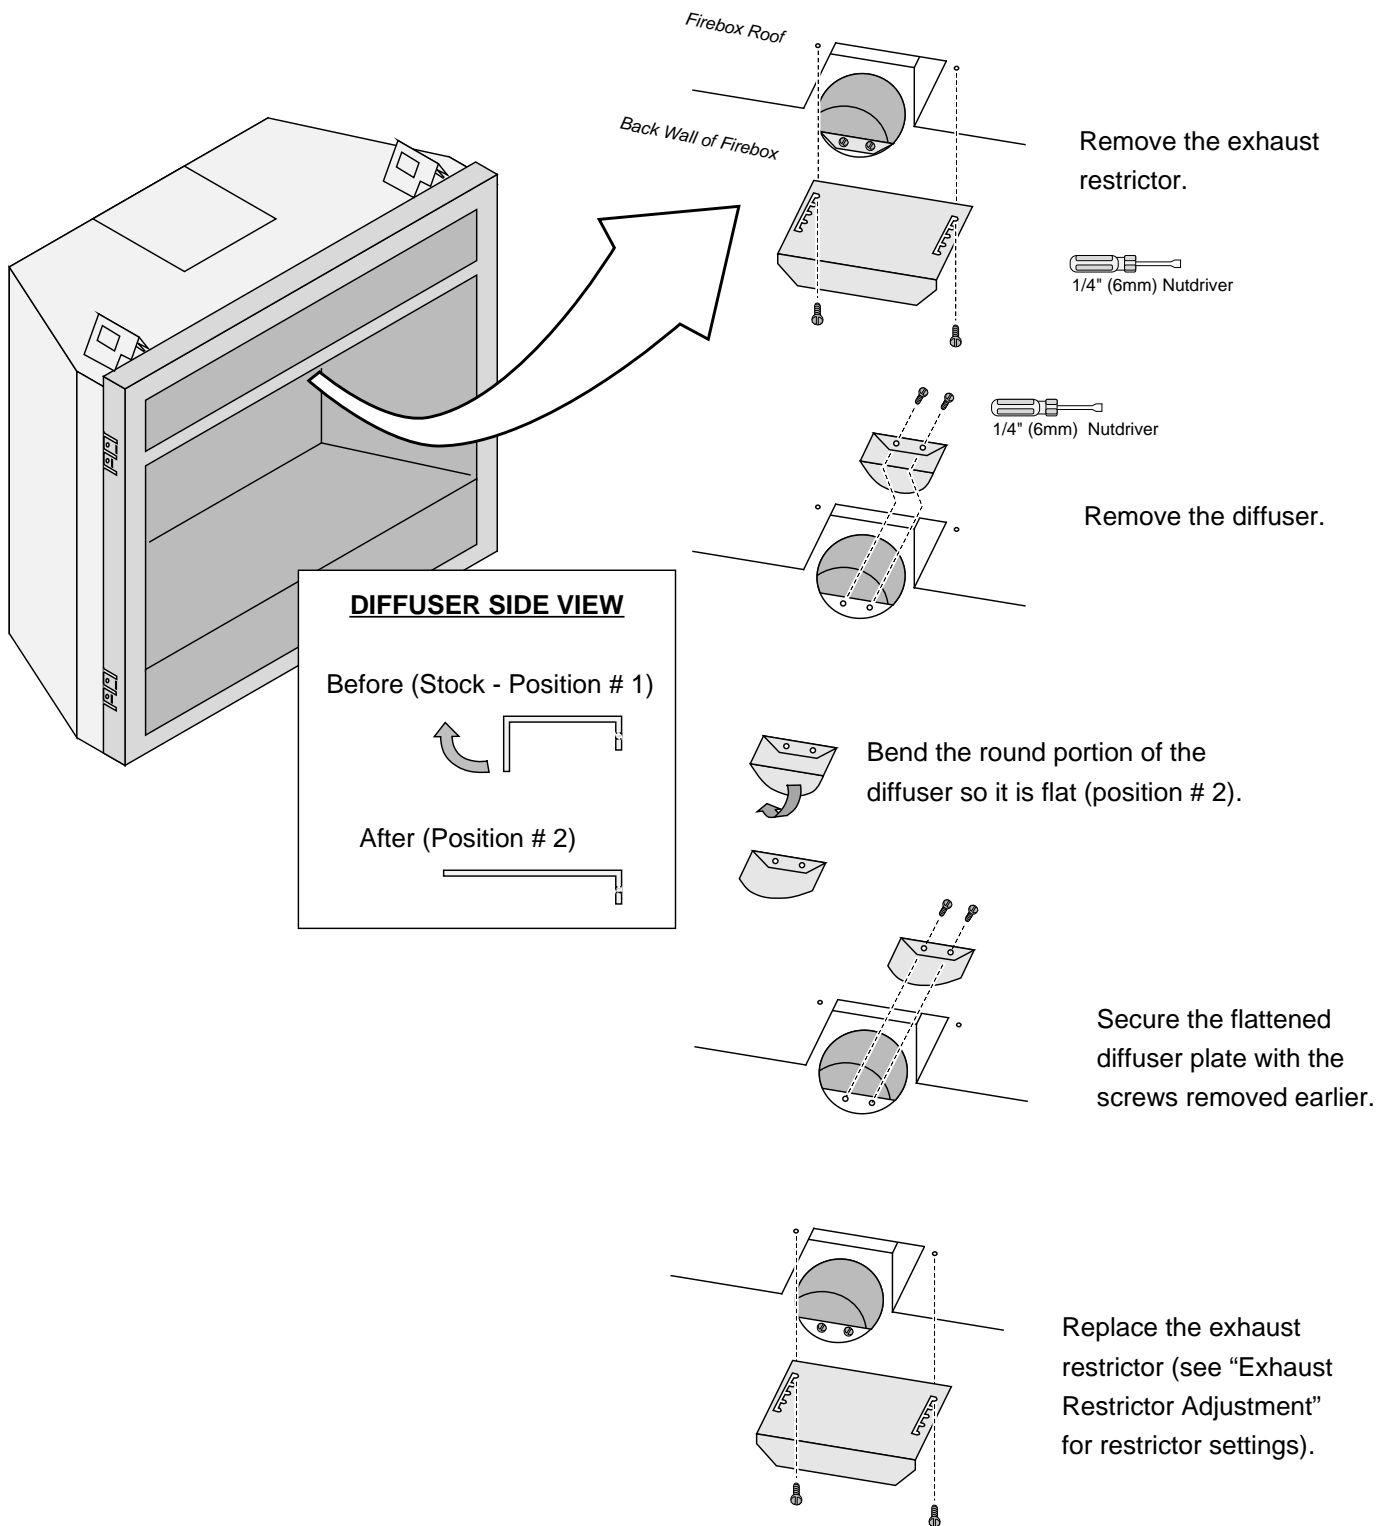 Firebox Roof
Back Wall of Firebox
Remove the exhaust
restrictor.
1/4" (6mm) Nutdriver
1/4" (6mm) Nutdriver
Remove the diffuser.
DIFFUSER SIDE VIEW
Before (Stock - Position # 1)
After (Position # 2)
Bend the round portion of the
diffuser so it is flat (position # 2).
Secure the flattened
diffuser plate with the
screws removed earlier.
Replace the exhaust
restrictor (see “Exhaust
Restrictor Adjustment”
for restrictor settings).